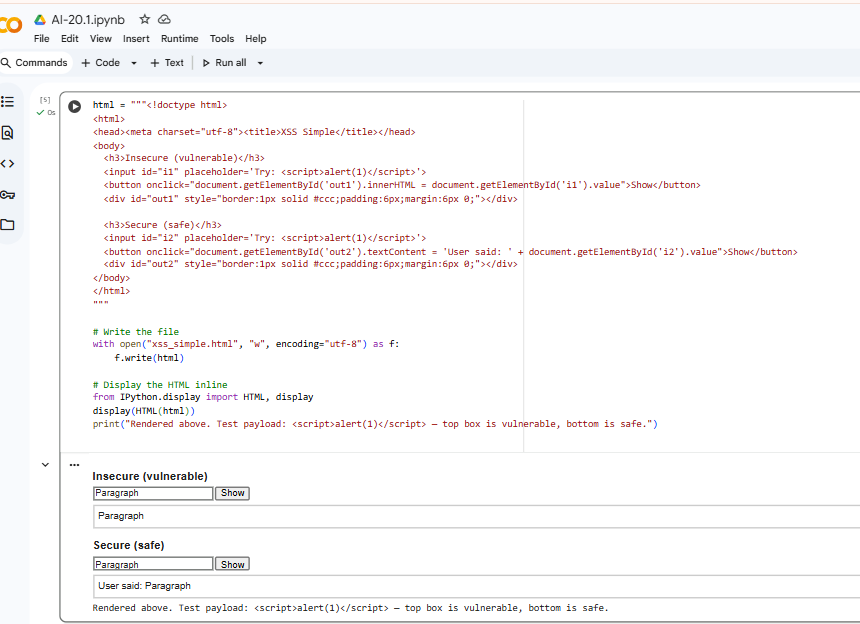 CO AI-20.1.ipynb
File Edit View Insert Runtime Tools Help
Commands + Code + Text Run all
[5]
0s
html = """<!doctype html>
<html>
<head><meta charset="utf-8"><title>XSS Simple</title></head>
<body>
<h3>Insecure (vulnerable)</h3>
<input id="i1" placeholder='Try: <script>alert(1)</script>'>
<button onclick="document.getElementById('out1').innerHTML = document.getElementById('i1').value">Show</button>
<div id="out1" style="border:1px solid #ccc;padding:6px;margin:6px 0;"></div>
<h3>Secure (safe)</h3>
<input id="i2" placeholder='Try: <script>alert(1)</script>'>
<button onclick="document.getElementById('out2').textContent = 'User said: ' + document.getElementById('i2').value">Show</button>
<div id="out2" style="border:1px solid #ccc;padding:6px;margin:6px 0;"></div>
</body>
</html>
"""
# Write the file
with open("xss_simple.html", "w", encoding="utf-8") as f:
f.write(html)
# Display the HTML inline
from IPython.display import HTML, display
display(HTML(html))
print("Rendered above. Test payload: <script>alert(1)</script> — top box is vulnerable, bottom is safe.")
Insecure (vulnerable)
Paragraph Show
Paragraph
Secure (safe)
Paragraph Show
User said: Paragraph
Rendered above. Test payload: <script>alert(1)</script> — top box is vulnerable, bottom is safe.